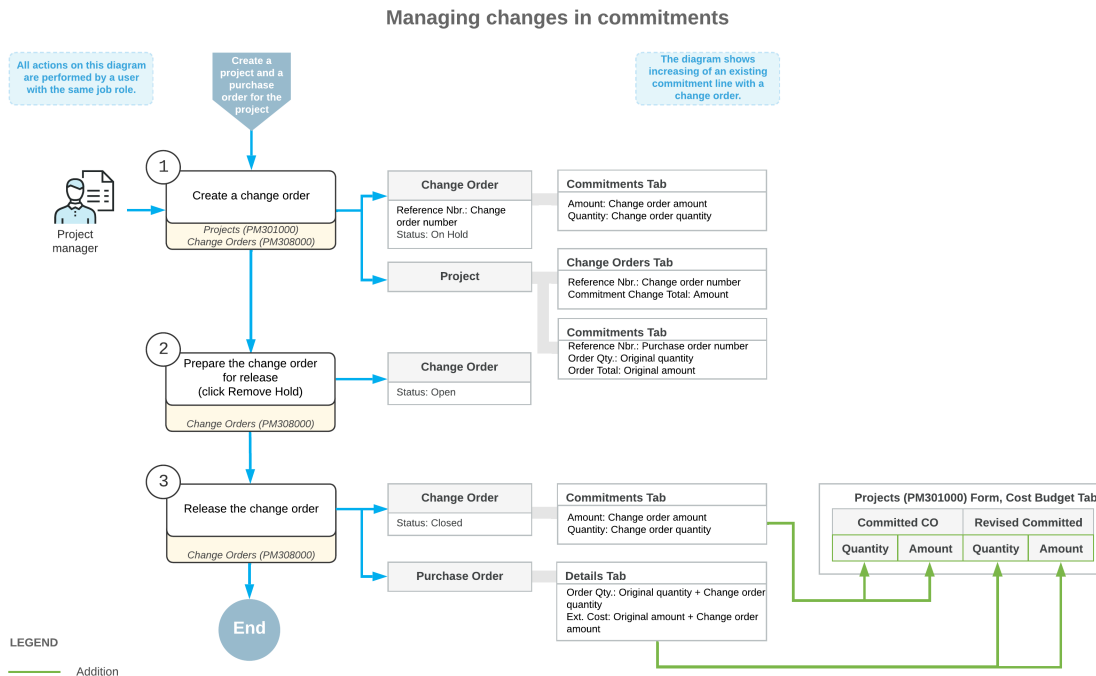 Managing changes in commitments
All actions on this diagram
are performed by a user
with the same job role.
Create a
project and a
purchase
order for the
project
The diagram shows
increasing of an existing
commitment line with a
change order.
Project
manager
1
Create a change order
Projects (PM301000)
Change Orders (PM308000)
Change Order
Reference Nbr.: Change
order number
Status: On Hold
Commitments Tab
Amount: Change order amount
Quantity: Change order quantity
Project
Change Orders Tab
Reference Nbr.: Change order number
Commitment Change Total: Amount
Commitments Tab
Reference Nbr.: Purchase order number
Order Qty.: Original quantity
Order Total: Original amount
2
Prepare the change order
for release
(click Remove Hold)
Change Orders (PM308000)
Change Order
Status: Open
3
Release the change order
Change Orders (PM308000)
Change Order
Status: Closed
Commitments Tab
Amount: Change order amount
Quantity: Change order quantity
Purchase Order
Details Tab
Order Qty.: Original quantity + Change order
quantity
Ext. Cost: Original amount + Change order
amount
Projects (PM301000) Form, Cost Budget Tab
Committed CO
Revised Committed
Quantity
Amount
Quantity
Amount
End
LEGEND
Addition